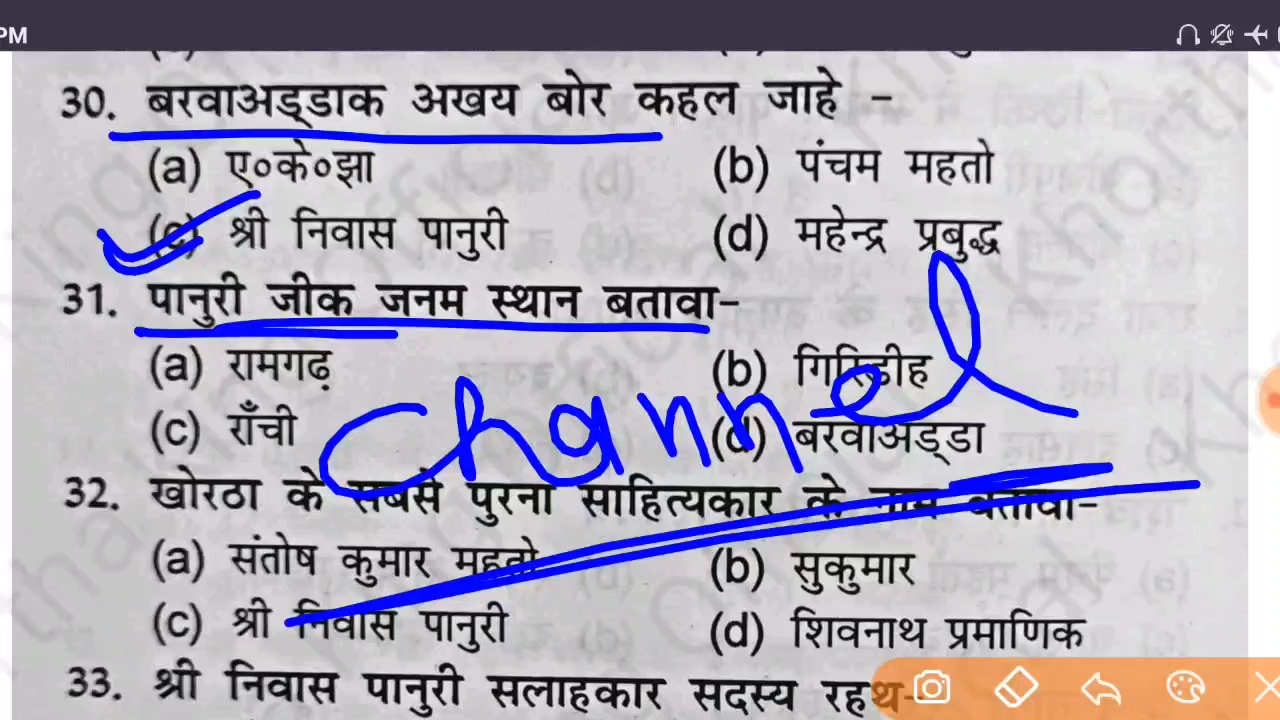 PM
30. बरवाअड्डाक अखय बोर कहल जाहे -
(a) ए०के०झा (b) पंचम महतो
(c) श्री निवास पानुरी (d) महेन्द्र प्रबुद्ध
31. पानुरी जीक जनम स्थान बतावा-
(a) रामगढ़ (b) गिरिडीह
(c) राँची (d) बरवाअड्डा
channel
32. खोरठा के सबसे पुरना साहित्यकार के नाम बतावा-
(a) संतोष कुमार महतो (b) सुकुमार
(c) श्री निवास पानुरी (d) शिवनाथ प्रमाणिक
33. श्री निवास पानुरी सलाहकार सदस्य रहथ-